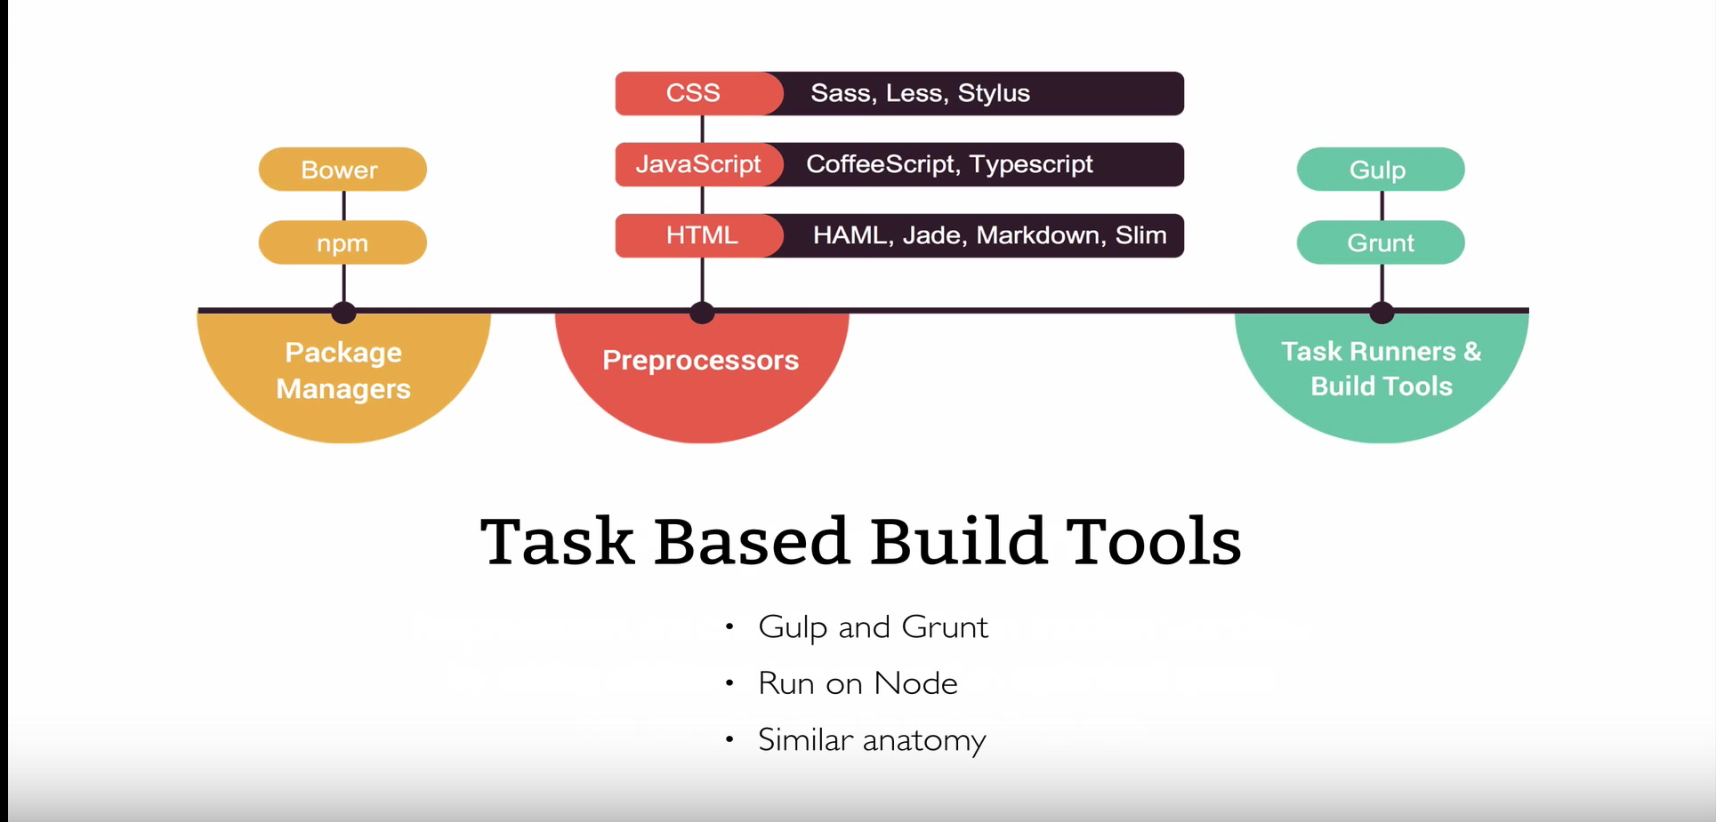 CSS Sass, Less, Stylus
JavaScript CoffeeScript, Typescript
HTML HAML, Jade, Markdown, Slim
Bower
npm
Gulp
Grunt
Package
Managers
Preprocessors
Task Runners &
Build Tools
Task Based Build Tools
• Gulp and Grunt
• Run on Node
• Similar anatomy